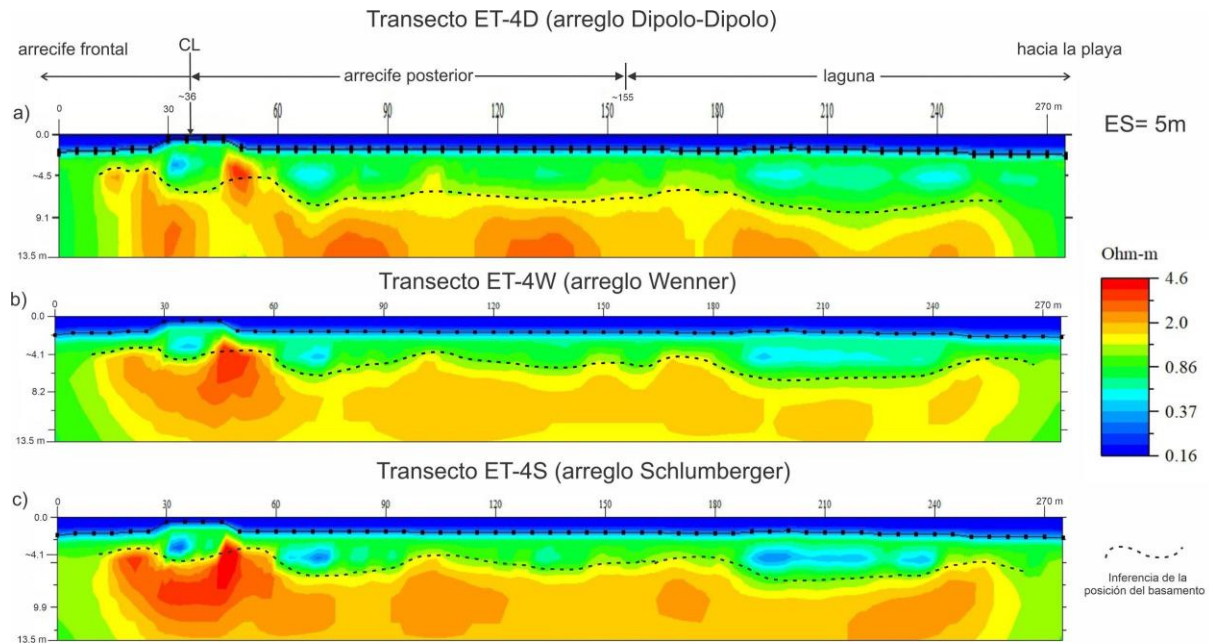 Transecto ET-4D (arreglo Dipolo-Dipolo)
arrecife frontal
CL
hacia la playa
arrecife posterior
laguna
~36
~155
a)
0 30 60 90 120 150 180 210 240 270 m
ES= 5m
0.0
~4.5
9.1
13.5 m
Transecto ET-4W (arreglo Wenner)
b)
0 30 60 90 120 150 180 210 240 270 m
0.0
~4.1
8.2
13.5 m
Ohm-m
4.6
2.0
0.86
0.37
0.16
Transecto ET-4S (arreglo Schlumberger)
c)
0 30 60 90 120 150 180 210 240 270 m
0.0
~4.1
9.9
13.5 m
Inferencia de la
posición del basamento